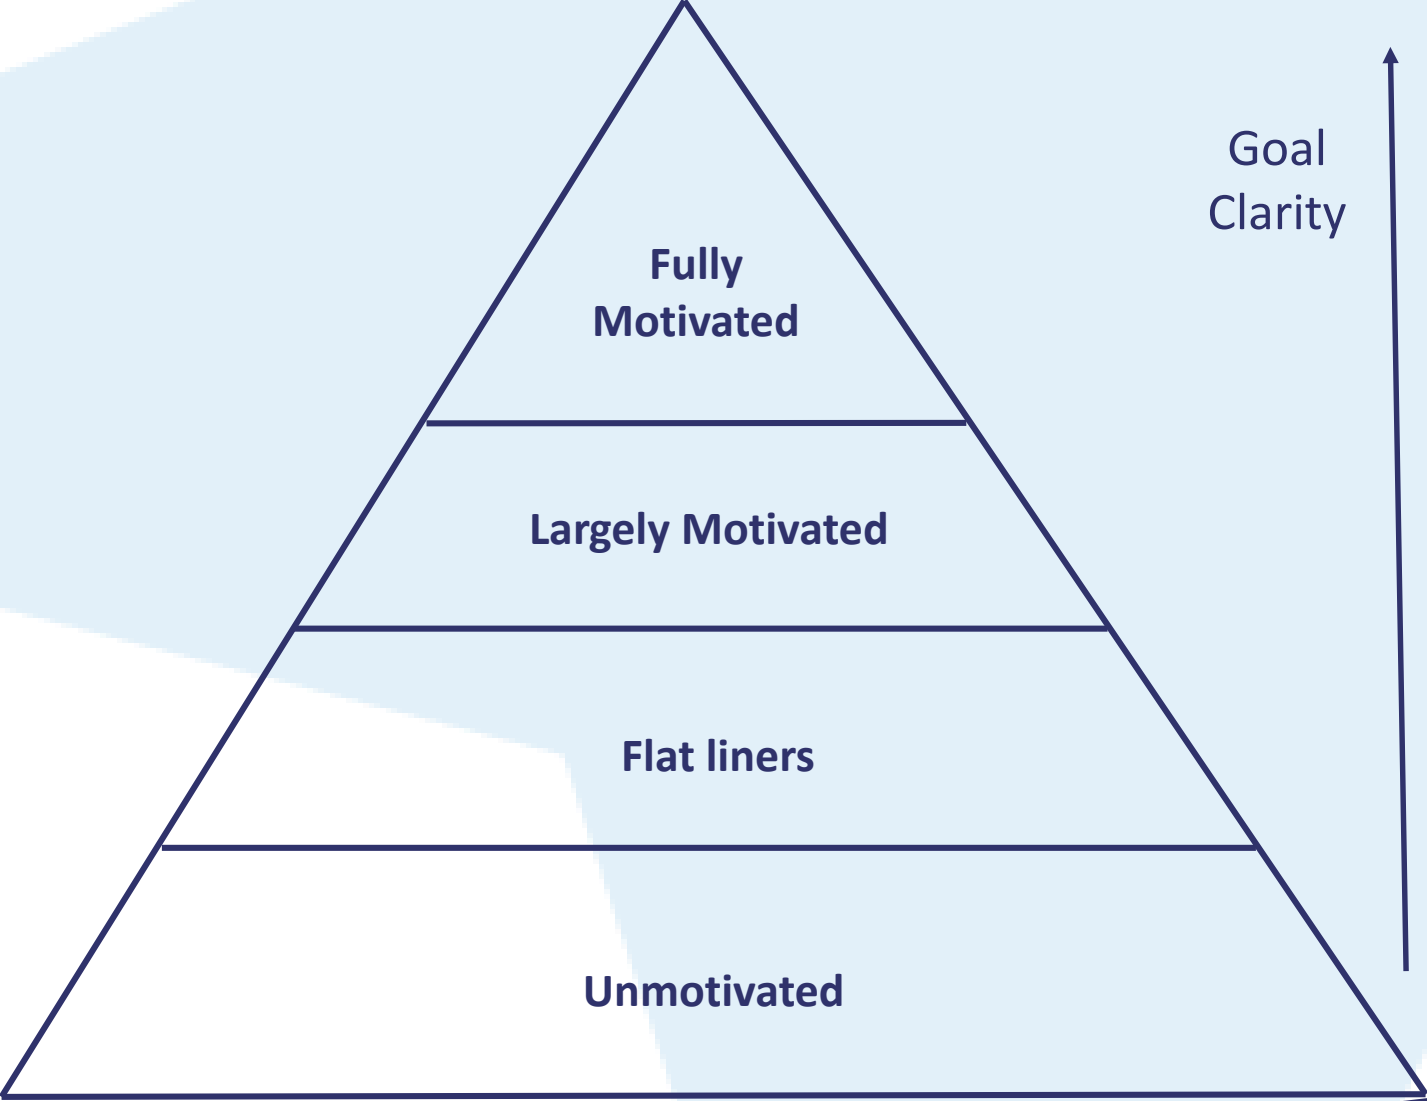 Goal
Clarity
Fully
Motivated
Largely Motivated
Flat liners
Unmotivated